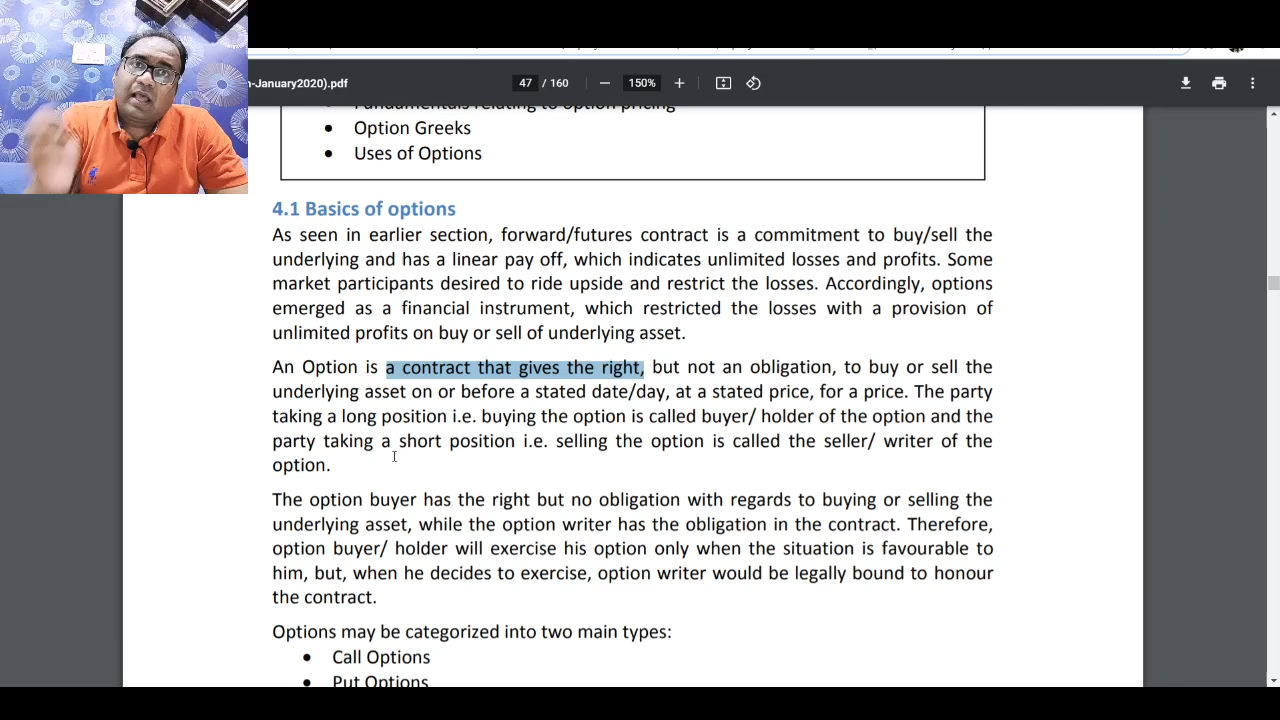 n-January2020).pdf
47 / 160
150%
Fundamentals relating to option pricing
• Option Greeks
• Uses of Options
4.1 Basics of options
As seen in earlier section, forward/futures contract is a commitment to buy/sell the
underlying and has a linear pay off, which indicates unlimited losses and profits. Some
market participants desired to ride upside and restrict the losses. Accordingly, options
emerged as a financial instrument, which restricted the losses with a provision of
unlimited profits on buy or sell of underlying asset.
An Option is a contract that gives the right, but not an obligation, to buy or sell the
underlying asset on or before a stated date/day, at a stated price, for a price. The party
taking a long position i.e. buying the option is called buyer/ holder of the option and the
party taking a short position i.e. selling the option is called the seller/ writer of the
option.
The option buyer has the right but no obligation with regards to buying or selling the
underlying asset, while the option writer has the obligation in the contract. Therefore,
option buyer/ holder will exercise his option only when the situation is favourable to
him, but, when he decides to exercise, option writer would be legally bound to honour
the contract.
Options may be categorized into two main types:
• Call Options
• Put Options